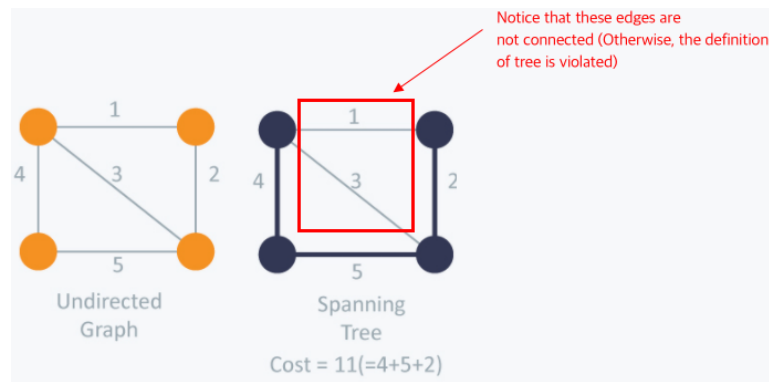 Notice that these edges are
not connected (Otherwise, the definition
of tree is violated)
1
4
3
2
5
Undirected
Graph
1
4
3
2
5
Spanning
Tree
Cost = 11(=4+5+2)